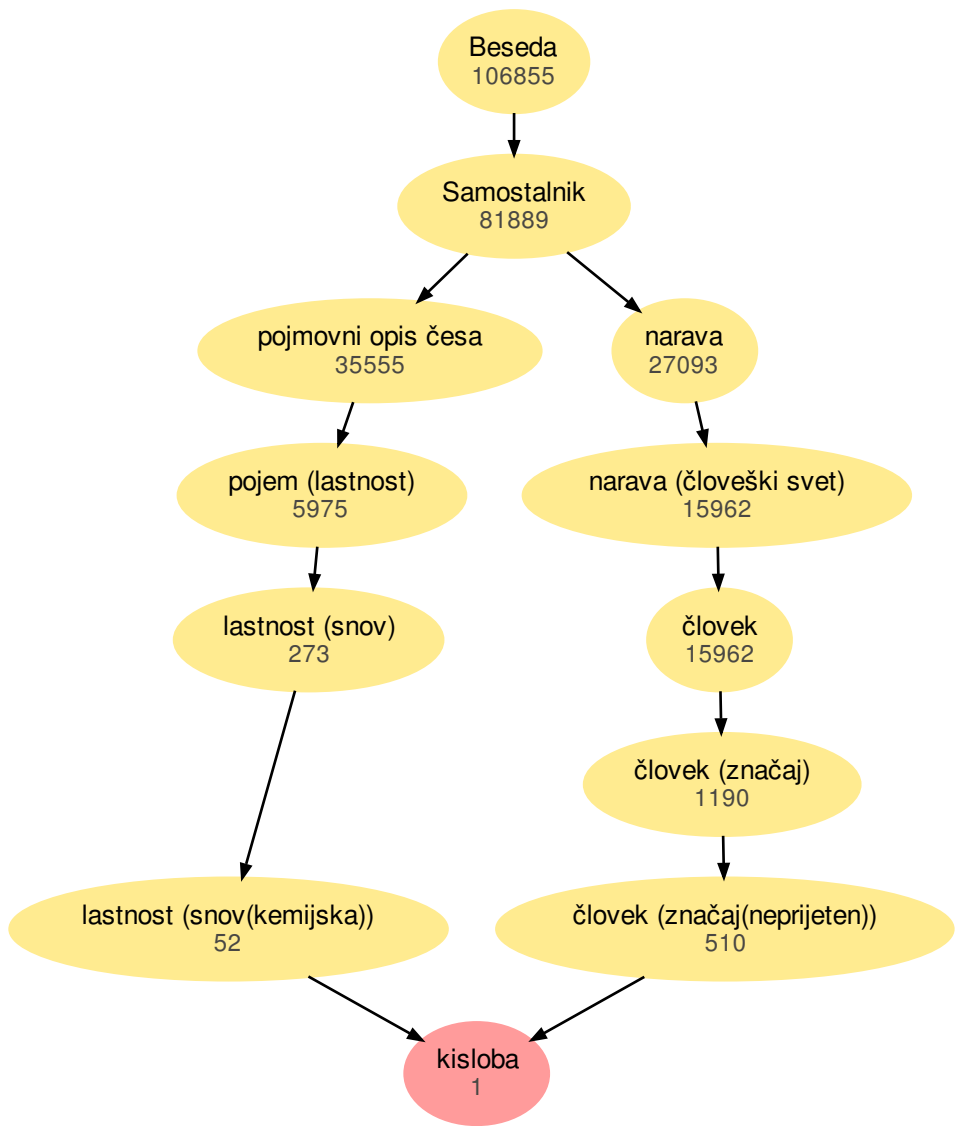 Beseda
106855
Samostalnik
81889
pojmovni opis česa
35555
narava
27093
pojem (lastnost)
5975
narava (človeški svet)
15962
lastnost (snov)
273
človek
15962
človek (značaj)
1190
lastnost (snov(kemijska))
52
človek (značaj(neprijeten))
510
kisloba
1